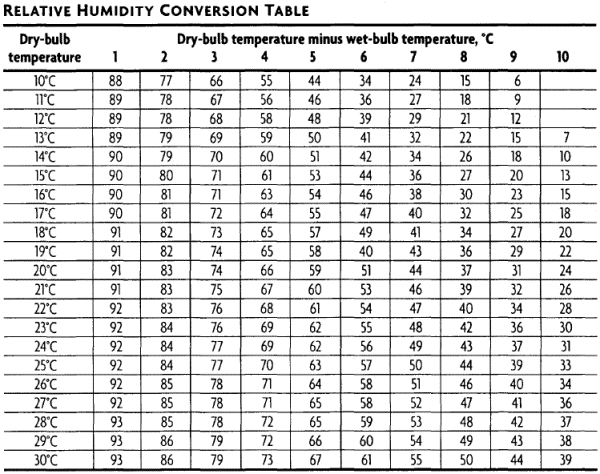 RELATIVE HUMIDITY CONVERSION TABLE
Dry-bulb Dry-bulb temperature minus wet-bulb temperature, °C
temperature 1 2 3 4 5 6 7 8 9 10
10°C 88 77 66 55 44 34 24 15 6
11°C 89 78 67 56 46 36 27 18 9
12°C 89 78 68 58 48 39 29 21 12
13°C 89 79 69 59 50 41 32 22 15 7
14°C 90 79 70 60 51 42 34 26 18 10
15°C 90 80 71 61 53 44 36 27 20 13
16°C 90 81 71 63 54 46 38 30 23 15
17°C 90 81 72 64 55 47 40 32 25 18
18°C 91 82 73 65 57 49 41 34 27 20
19°C 91 82 74 65 58 40 43 36 29 22
20°C 91 83 74 66 59 51 44 37 31 24
21°C 91 83 75 67 60 53 46 39 32 26
22°C 92 83 76 68 61 54 47 40 34 28
23°C 92 84 76 69 62 55 48 42 36 30
24°C 92 84 77 69 62 56 49 43 37 31
25°C 92 84 77 70 63 57 50 44 39 33
26°C 92 85 78 71 64 58 51 46 40 34
27°C 92 85 78 71 65 58 52 47 41 36
28°C 93 85 78 72 65 59 53 48 42 37
29°C 93 86 79 72 66 60 54 49 43 38
30°C 93 86 79 73 67 61 55 50 44 39